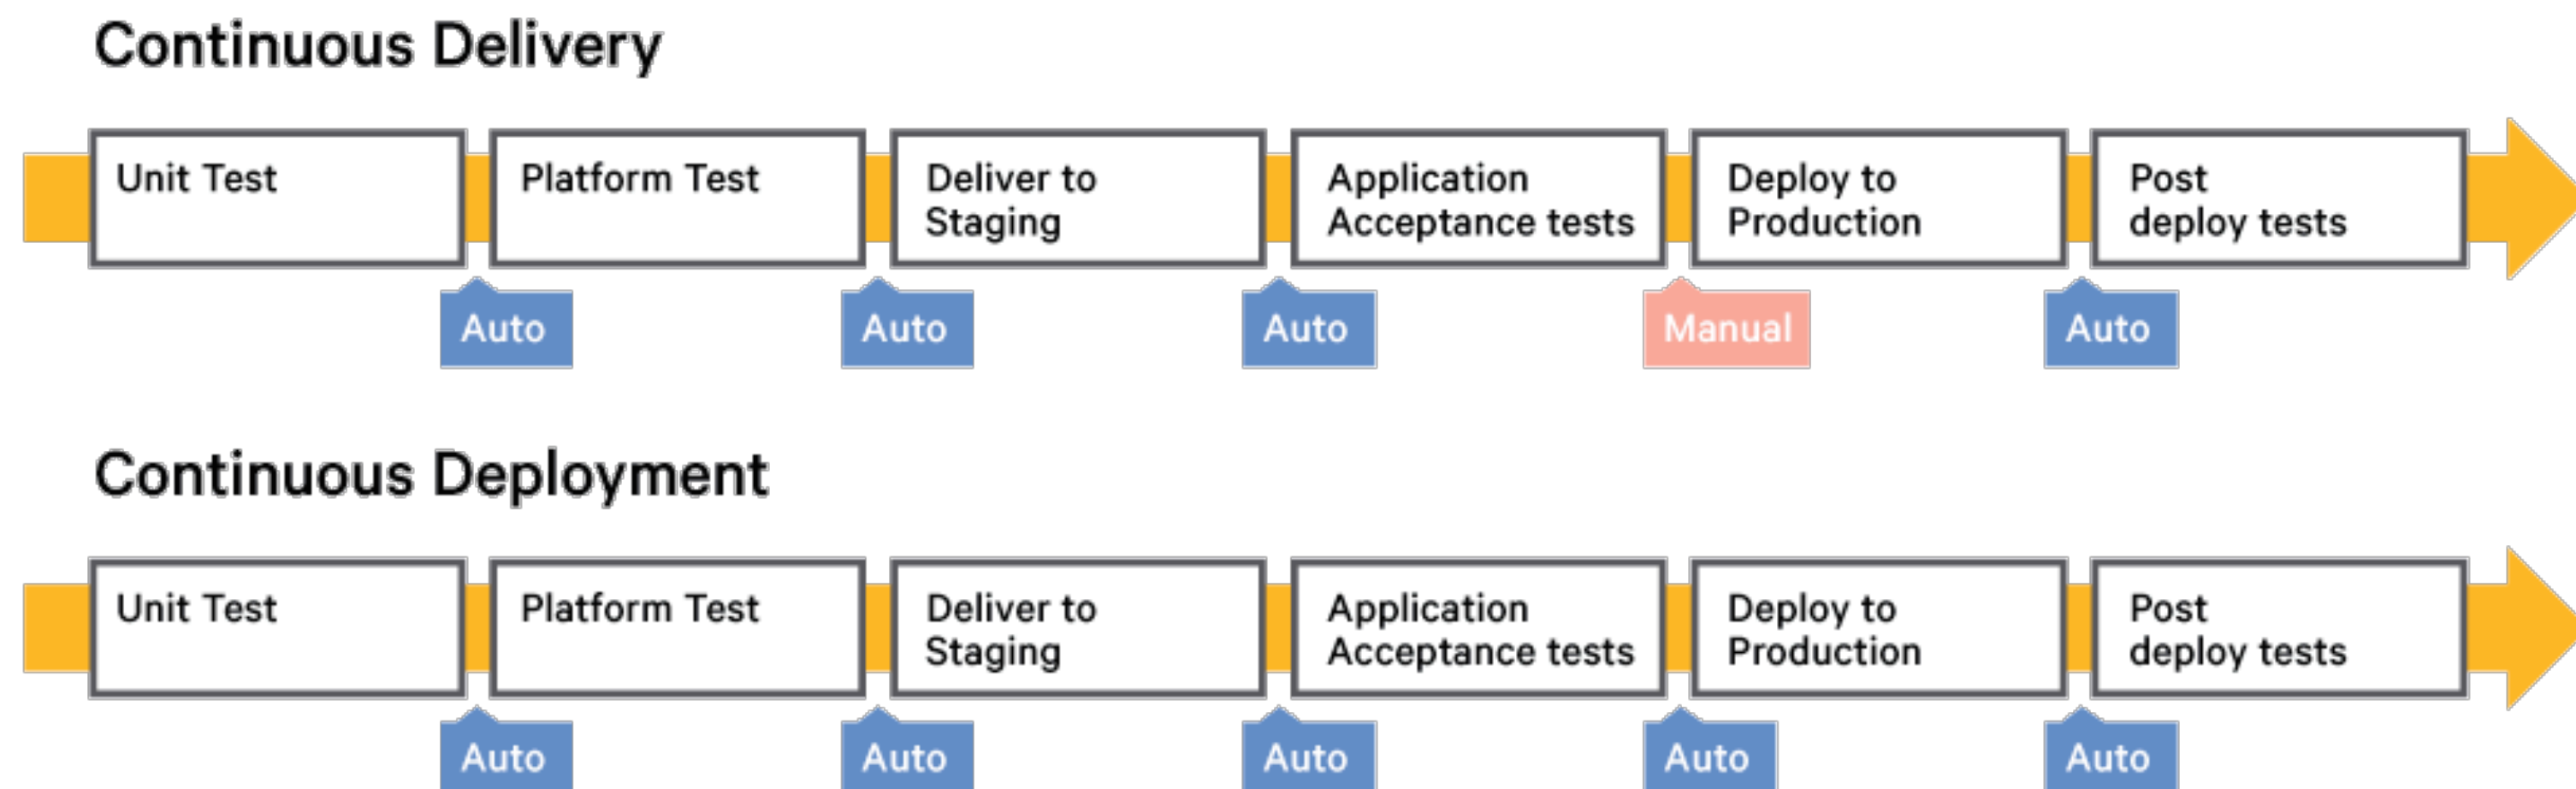 Continuous Delivery
Unit Test
Platform Test
Deliver to
Staging
Application
Acceptance tests
Deploy to
Production
Post
deploy tests
Auto
Auto
Auto
Manual
Auto
Continuous Deployment
Unit Test
Platform Test
Deliver to
Staging
Application
Acceptance tests
Deploy to
Production
Post
deploy tests
Auto
Auto
Auto
Auto
Auto